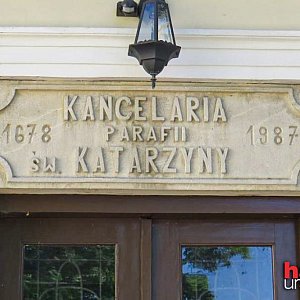 KANCELARIA
1678 PARAFII 1987
ŚW KATARZYNY